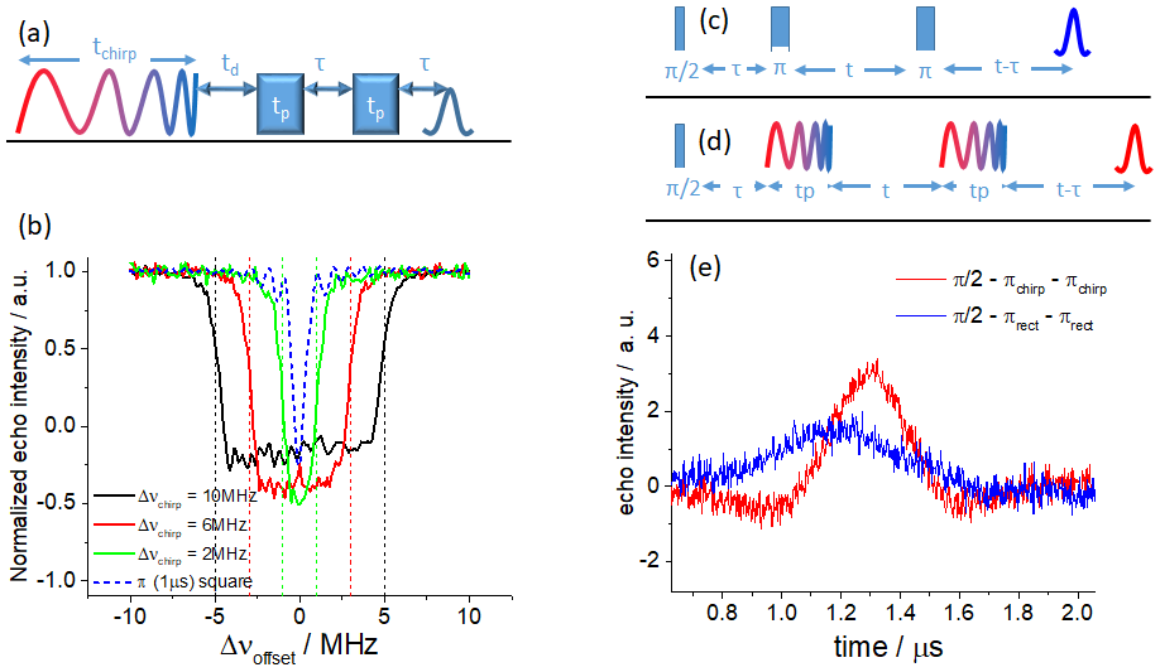 (a)
t_chirp
t_d
τ
τ
t_p
t_p
(b)
Normalized echo intensity / a.u.
1.0
0.5
0.0
-0.5
-1.0
Δν_chirp = 10MHz
Δν_chirp = 6MHz
Δν_chirp = 2MHz
π (1μs) square
-10
-5
0
5
10
Δν_offset / MHz
(c)
π/2
τ
π
t
π
t-τ
(d)
π/2
τ
tp
t
tp
t-τ
(e)
π/2 - π_chirp - π_chirp
π/2 - π_rect - π_rect
echo intensity / a. u.
6
4
2
0
-2
0.8
1.0
1.2
1.4
1.6
1.8
2.0
time / μs